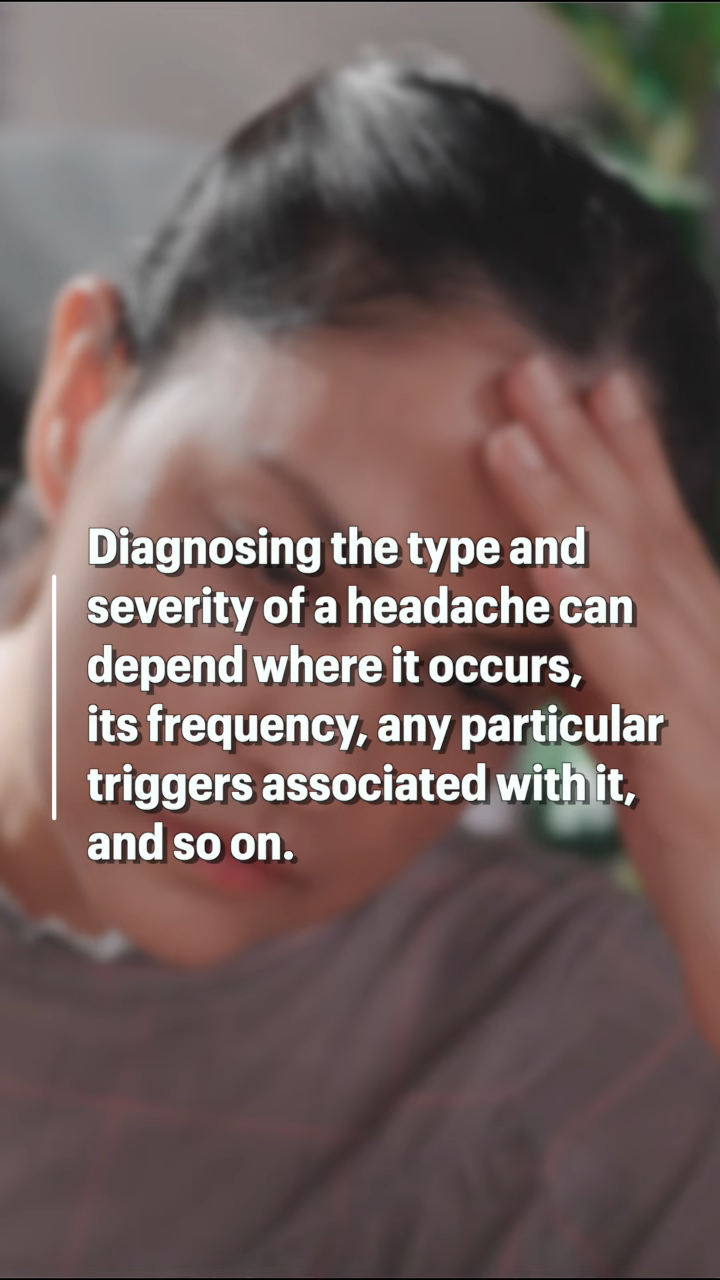 Diagnosing the type and
severity of a headache can
depend where it occurs,
its frequency, any particular
triggers associated with it,
and so on.